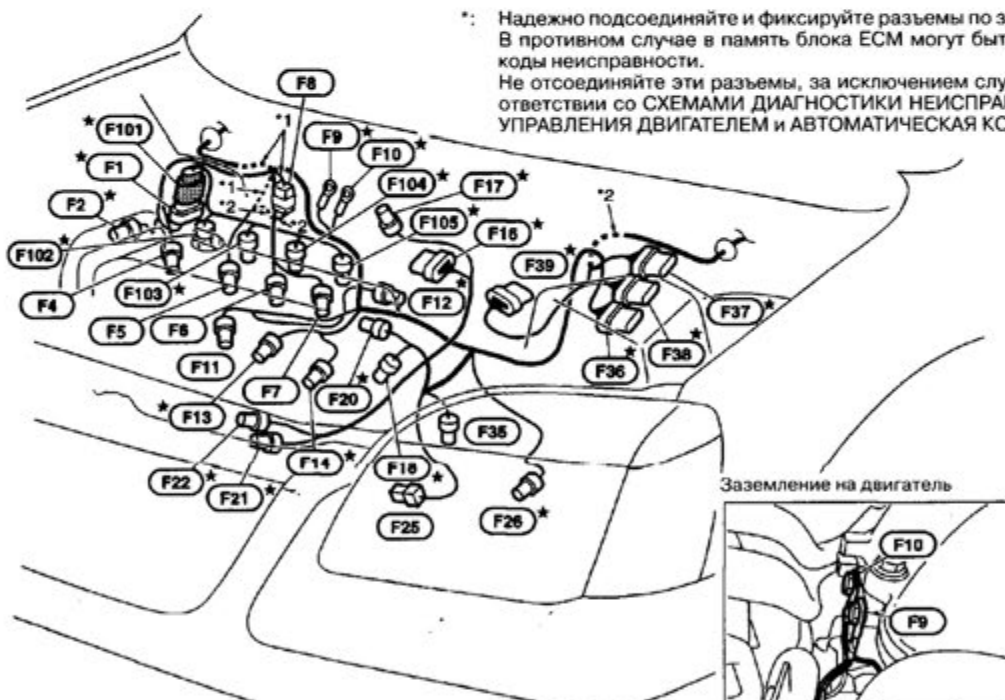 *: Надежно подсоединяйте и фиксируйте разъемы по з
В противном случае в память блока ECM могут быт
коды неисправности.
Не отсоединяйте эти разъемы, за исключением слу
ответствии со СХЕМАМИ ДИАГНОСТИКИ НЕИСПРА
УПРАВЛЕНИЯ ДВИГАТЕЛЕМ и АВТОМАТИЧЕСКАЯ КО
F8
★ F101
*1
F9 ★
F10 ★
★ F1
F104 ★
F17 ★
*1
F2 ★
*2
*2
F105 ★
*2
F16 ★
F102 ★
F39 ★
F4
F103 ★
F12 ★
F37 ★
F5
F6
F38 ★
F11
F36 ★
F7
F20 ★
★ F13
F35
F14 ★
F18 ★
F22 ★
F21 ★
F25
F26 ★
Заземление на двигатель
F10
F9